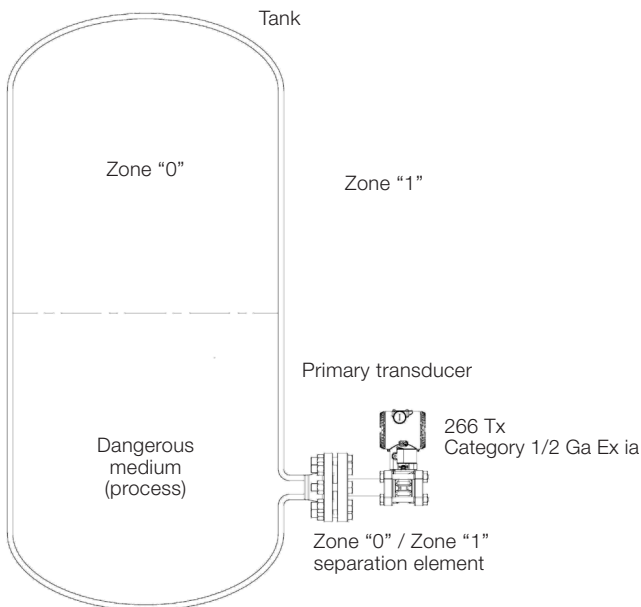 Tank
Zone “0”
Zone “1”
Primary transducer
266 Tx
Category 1/2 Ga Ex ia
Dangerous
medium
(process)
Zone “0” / Zone “1”
separation element